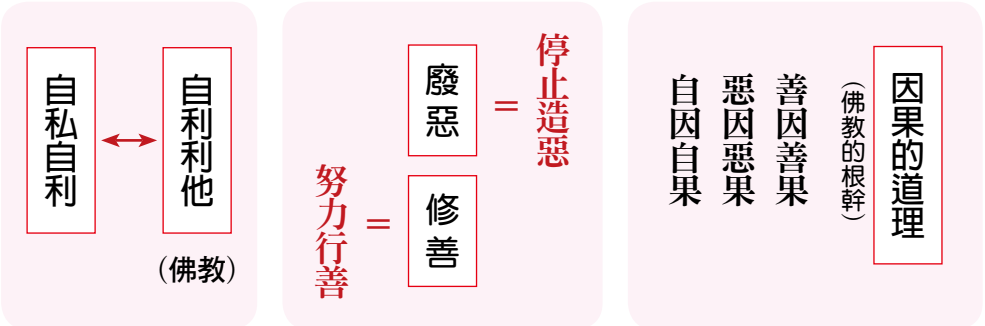 因果的道理
(佛教的根幹)
善因善果
惡因惡果
自因自果
停止造惡
=
廢惡
修善
=
努力行善
自利利他
(佛教)
↔
自私自利